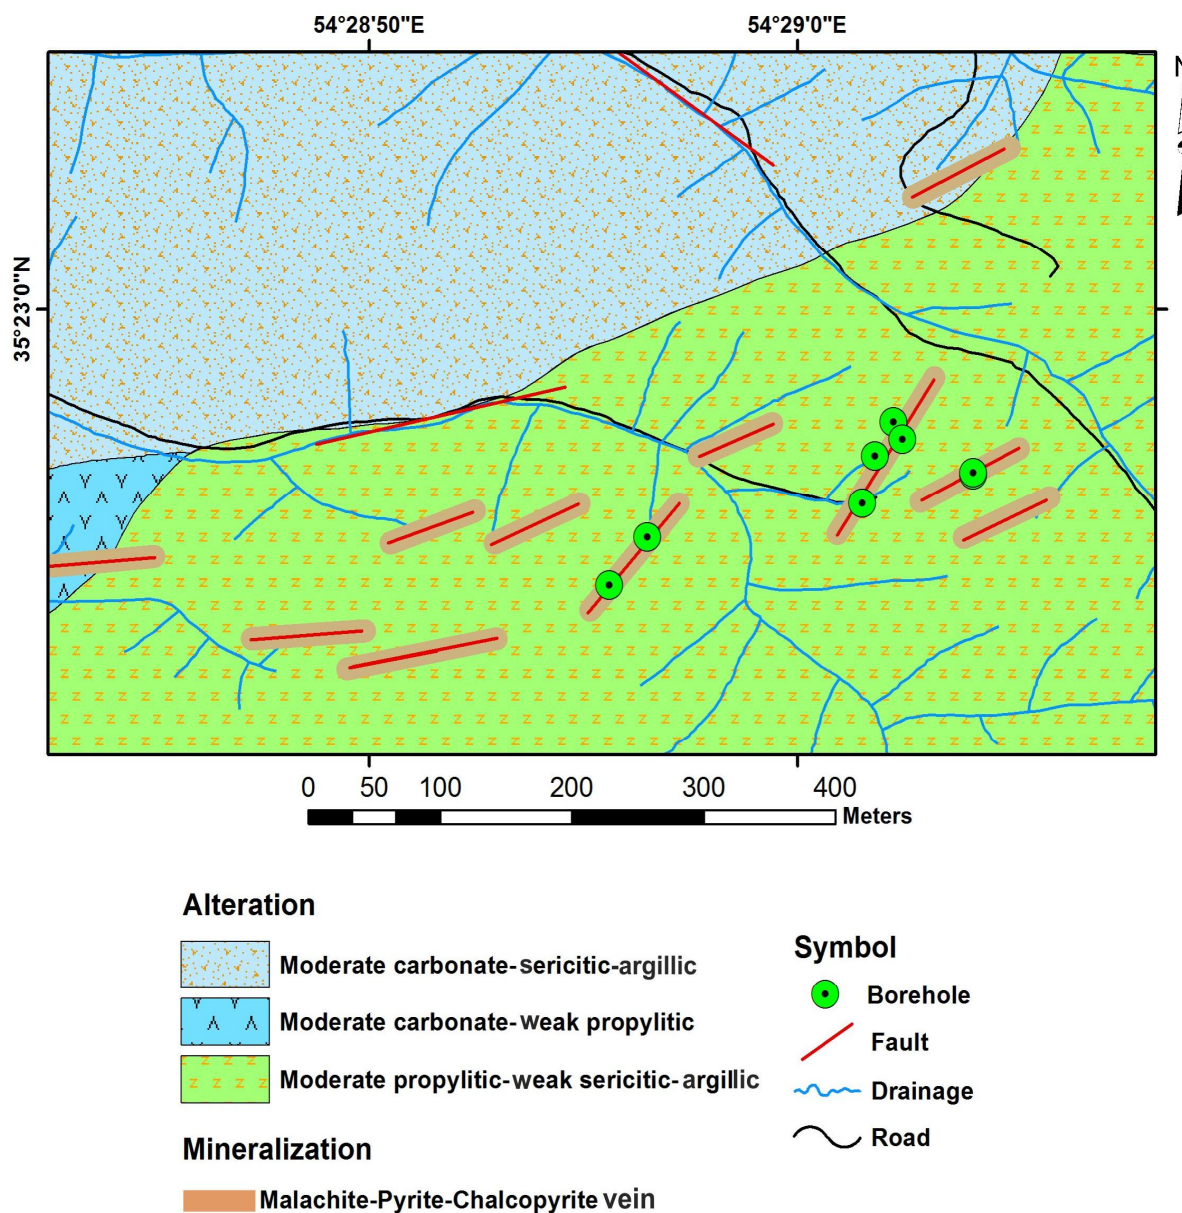 54°28'50"E 54°29'0"E
N
35°23'0"N
0 50 100 200 300 400
Meters
Alteration
Moderate carbonate-sericitic-argillic
Moderate carbonate-weak propylitic
Moderate propylitic-weak sericitic-argillic
Mineralization
Malachite-Pyrite-Chalcopyrite vein
Symbol
Borehole
Fault
Drainage
Road